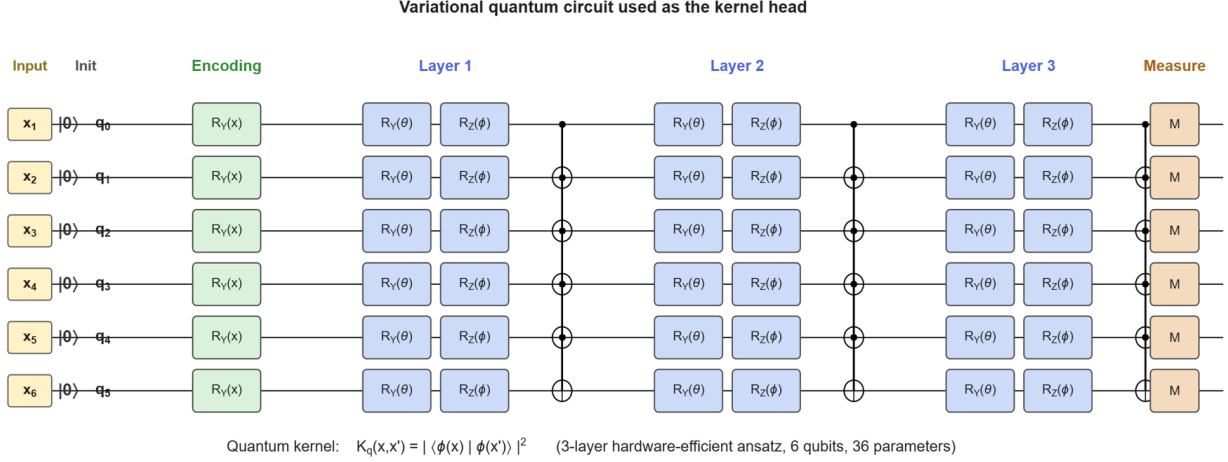 Variational quantum circuit used as the kernel head
Input Init Encoding Layer 1 Layer 2 Layer 3 Measure
x₁ |0⟩ q₀ R_Y(x) R_Y(θ) R_Z(ϕ) R_Y(θ) R_Z(ϕ) R_Y(θ) R_Z(ϕ) M
x₂ |0⟩ q₁ R_Y(x) R_Y(θ) R_Z(ϕ) R_Y(θ) R_Z(ϕ) R_Y(θ) R_Z(ϕ) M
x₃ |0⟩ q₂ R_Y(x) R_Y(θ) R_Z(ϕ) R_Y(θ) R_Z(ϕ) R_Y(θ) R_Z(ϕ) M
x₄ |0⟩ q₃ R_Y(x) R_Y(θ) R_Z(ϕ) R_Y(θ) R_Z(ϕ) R_Y(θ) R_Z(ϕ) M
x₅ |0⟩ q₄ R_Y(x) R_Y(θ) R_Z(ϕ) R_Y(θ) R_Z(ϕ) R_Y(θ) R_Z(ϕ) M
x₆ |0⟩ q₅ R_Y(x) R_Y(θ) R_Z(ϕ) R_Y(θ) R_Z(ϕ) R_Y(θ) R_Z(ϕ) M
Quantum kernel: K_q(x,x') = | ⟨ϕ(x) | ϕ(x')⟩ |² (3-layer hardware-efficient ansatz, 6 qubits, 36 parameters)